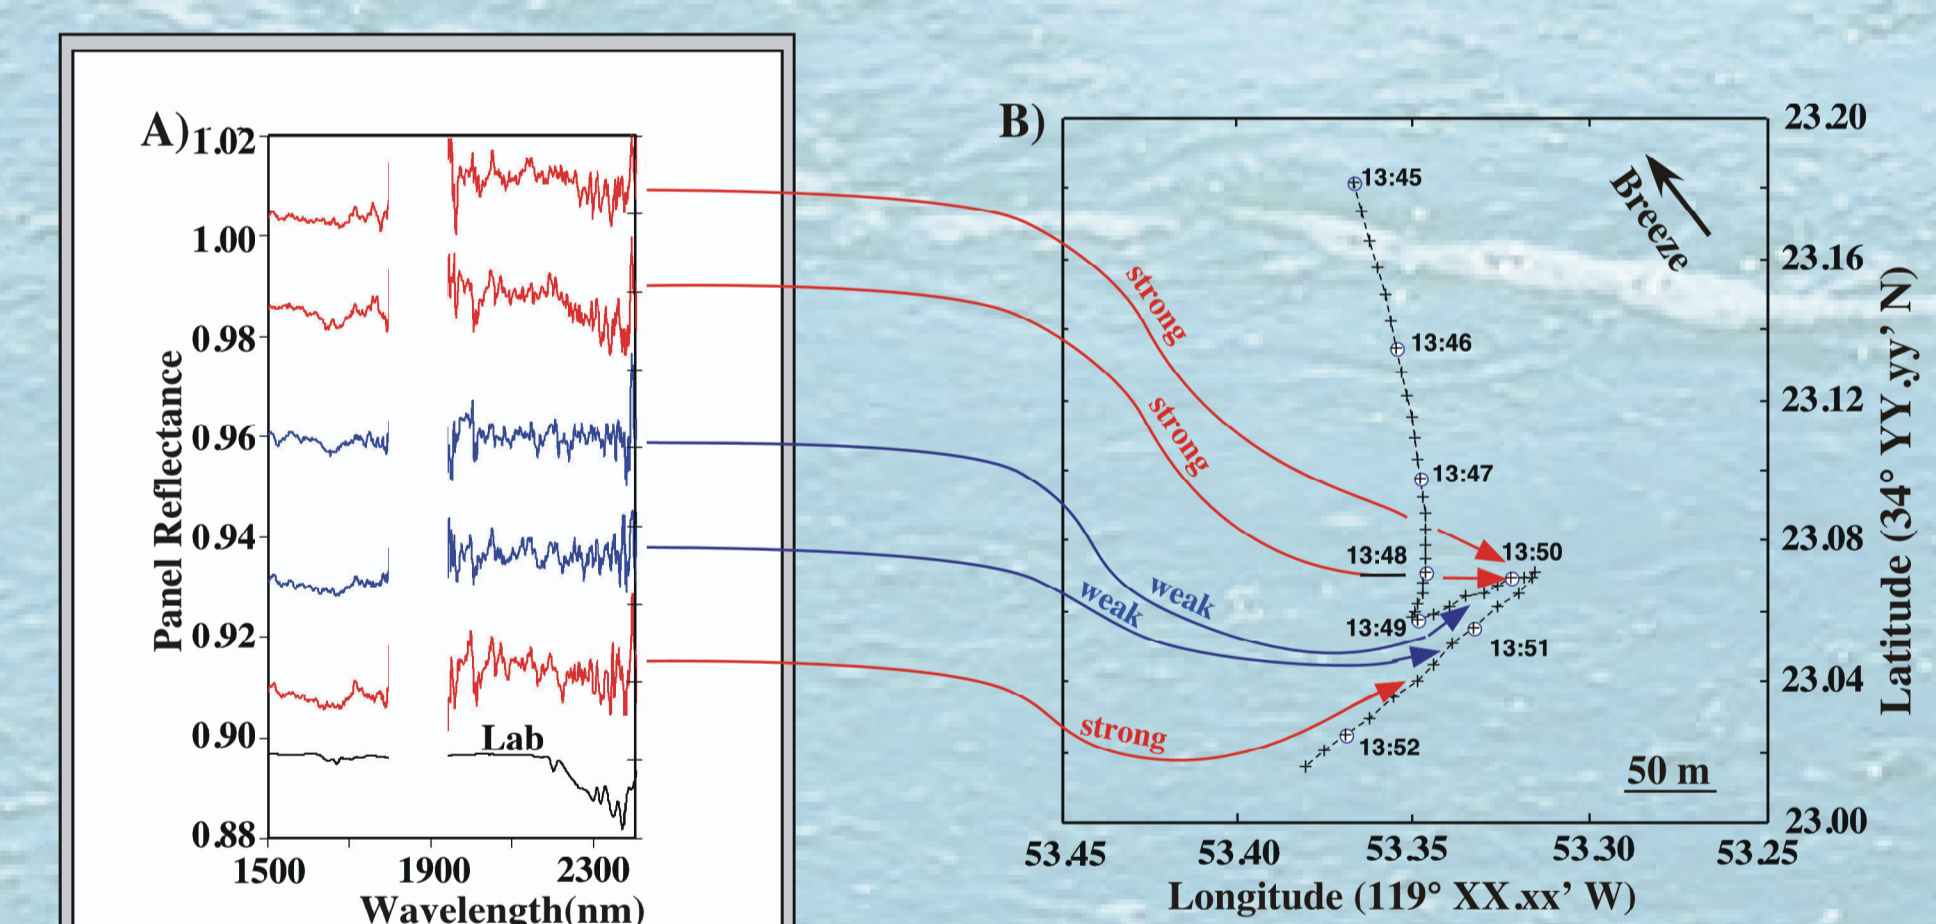 A)
1.02
1.00
0.98
0.96
0.94
0.92
0.90
0.88
Panel Reflectance
Lab
1500
1900
2300
Wavelength(nm)
B)
strong
strong
weak
weak
strong
13:45
13:46
13:47
13:48
13:49
13:50
13:51
13:52
Breeze
50 m
23.20
23.16
23.12
23.08
23.04
23.00
Latitude (34° YY.yy' N)
53.45
53.40
53.35
53.30
53.25
Longitude (119° XX.xx' W)